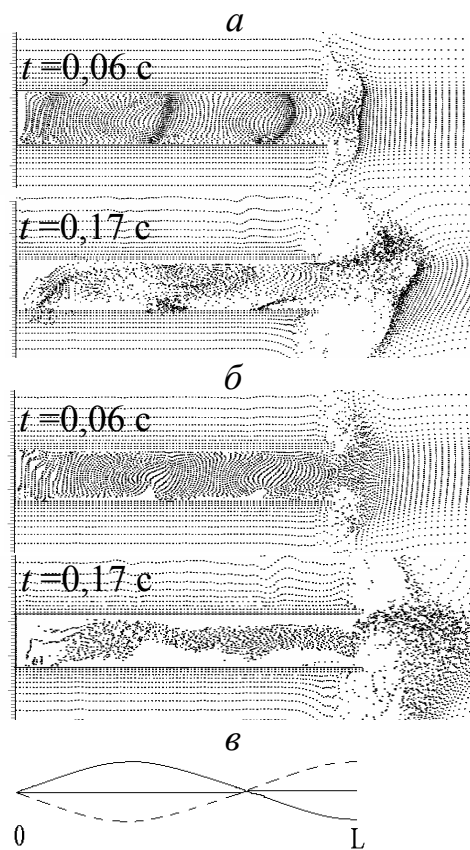 а
t =0,06 с
t =0,17 с
б
t =0,06 с
t =0,17 с
в
0 L